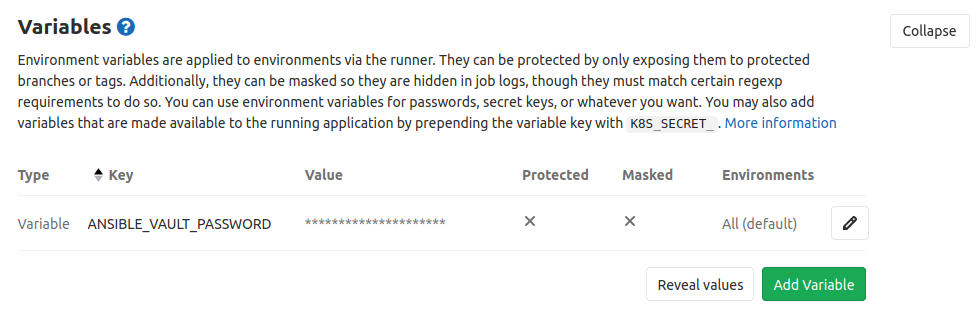 Variables ?
Collapse
Environment variables are applied to environments via the runner. They can be protected by only exposing them to protected
branches or tags. Additionally, they can be masked so they are hidden in job logs, though they must match certain regexp
requirements to do so. You can use environment variables for passwords, secret keys, or whatever you want. You may also add
variables that are made available to the running application by prepending the variable key with K8S_SECRET_. More information
Type Key Value Protected Masked Environments
Variable ANSIBLE_VAULT_PASSWORD ********************* All (default)
Reveal values Add Variable